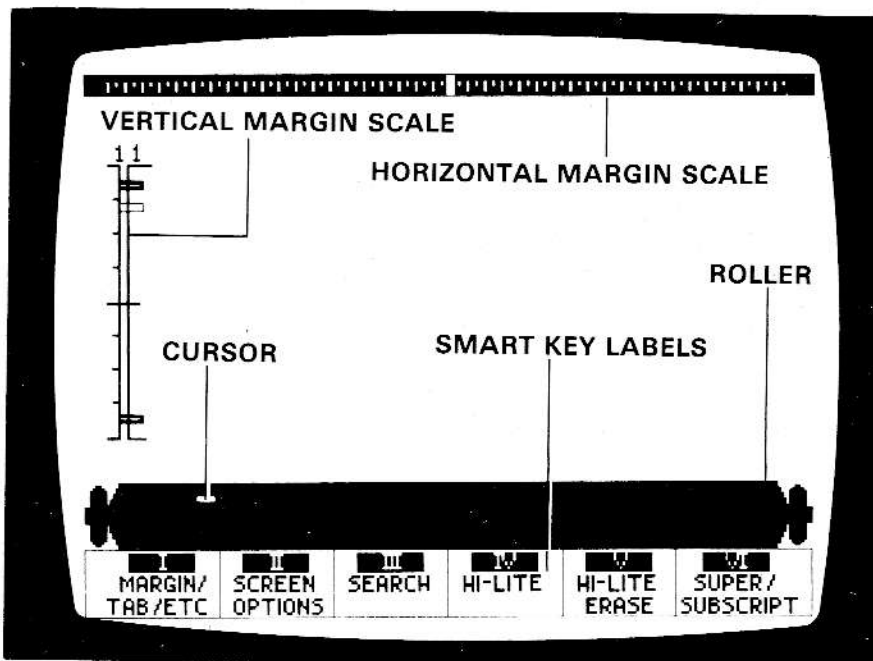 VERTICAL MARGIN SCALE
1 1
HORIZONTAL MARGIN SCALE
ROLLER
CURSOR
SMART KEY LABELS
I II III IV V VI
MARGIN/ SCREEN SEARCH HI-LITE HI-LITE SUPER/
TAB/ETC OPTIONS ERASE SUBSCRIPT